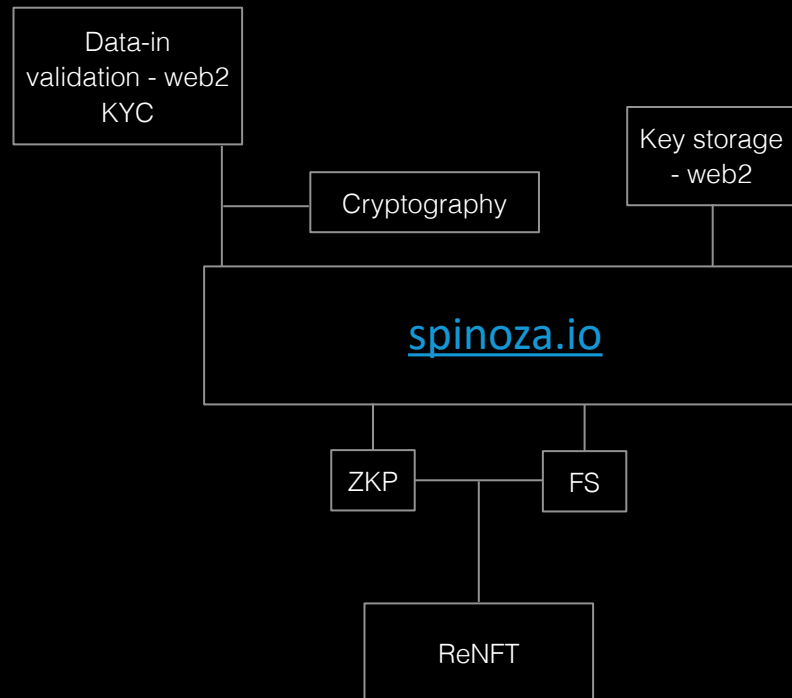 Data-in
validation - web2
KYC
Key storage
- web2
Cryptography
spinoza.io
ZKP
FS
ReNFT